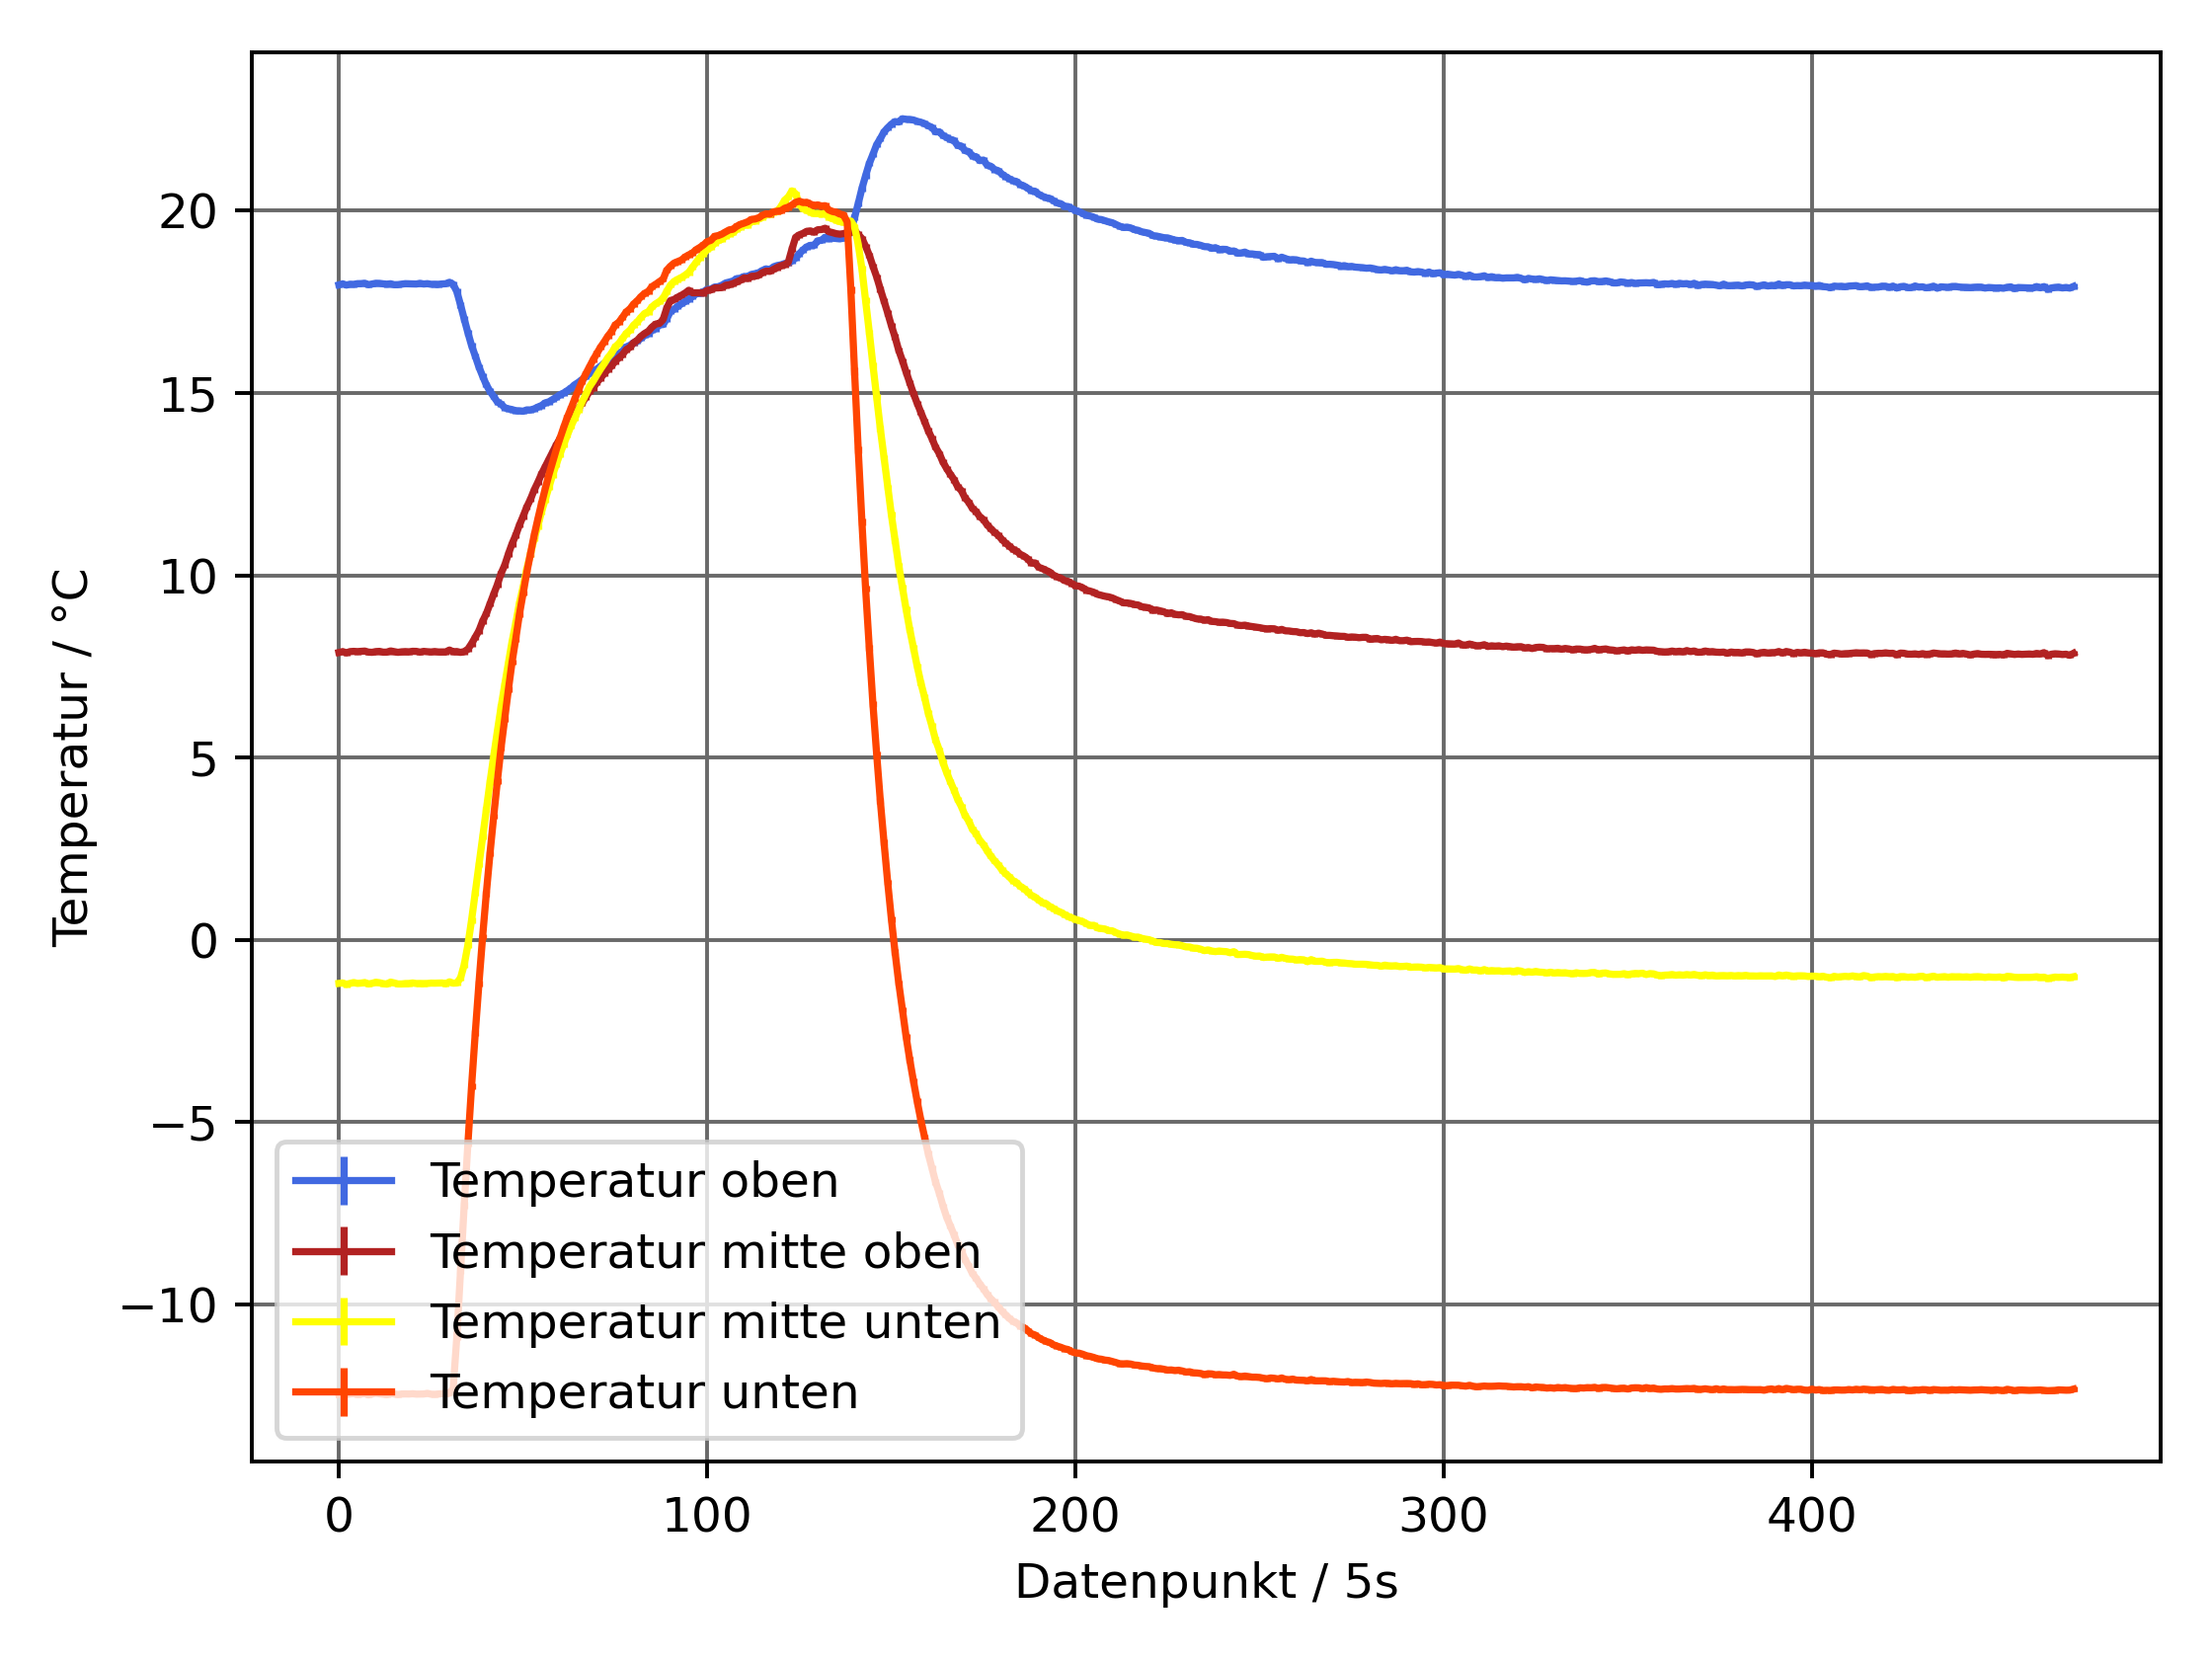 20
15
10
5
0
−5
−10
Temperatur / °C
Temperatur oben
Temperatur mitte oben
Temperatur mitte unten
Temperatur unten
0 100 200 300 400
Datenpunkt / 5s